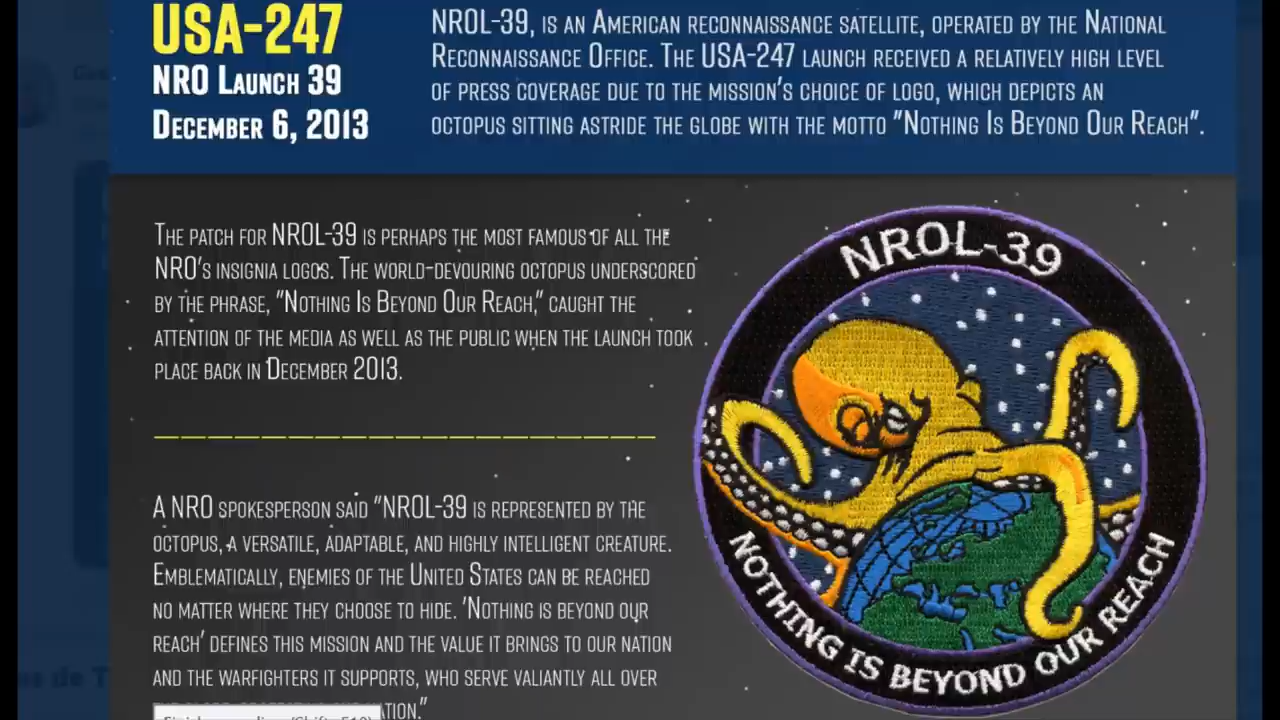 USA-247
NRO Launch 39
December 6, 2013
NROL-39, is an American reconnaissance satellite, operated by the National
Reconnaissance Office. The USA-247 launch received a relatively high level
of press coverage due to the mission's choice of logo, which depicts an
octopus sitting astride the globe with the motto "Nothing Is Beyond Our Reach".
The patch for NROL-39 is perhaps the most famous of all the
NRO's insignia logos. The world-devouring octopus underscored
by the phrase, "Nothing Is Beyond Our Reach," caught the
attention of the media as well as the public when the launch took
place back in December 2013.
A NRO spokesperson said "NROL-39 is represented by the
octopus, a versatile, adaptable, and highly intelligent creature.
Emblematically, enemies of the United States can be reached
no matter where they choose to hide. 'Nothing is beyond our
reach' defines this mission and the value it brings to our nation
and the warfighters it supports, who serve valiantly all over
NROL-39
NOTHING IS BEYOND OUR REACH